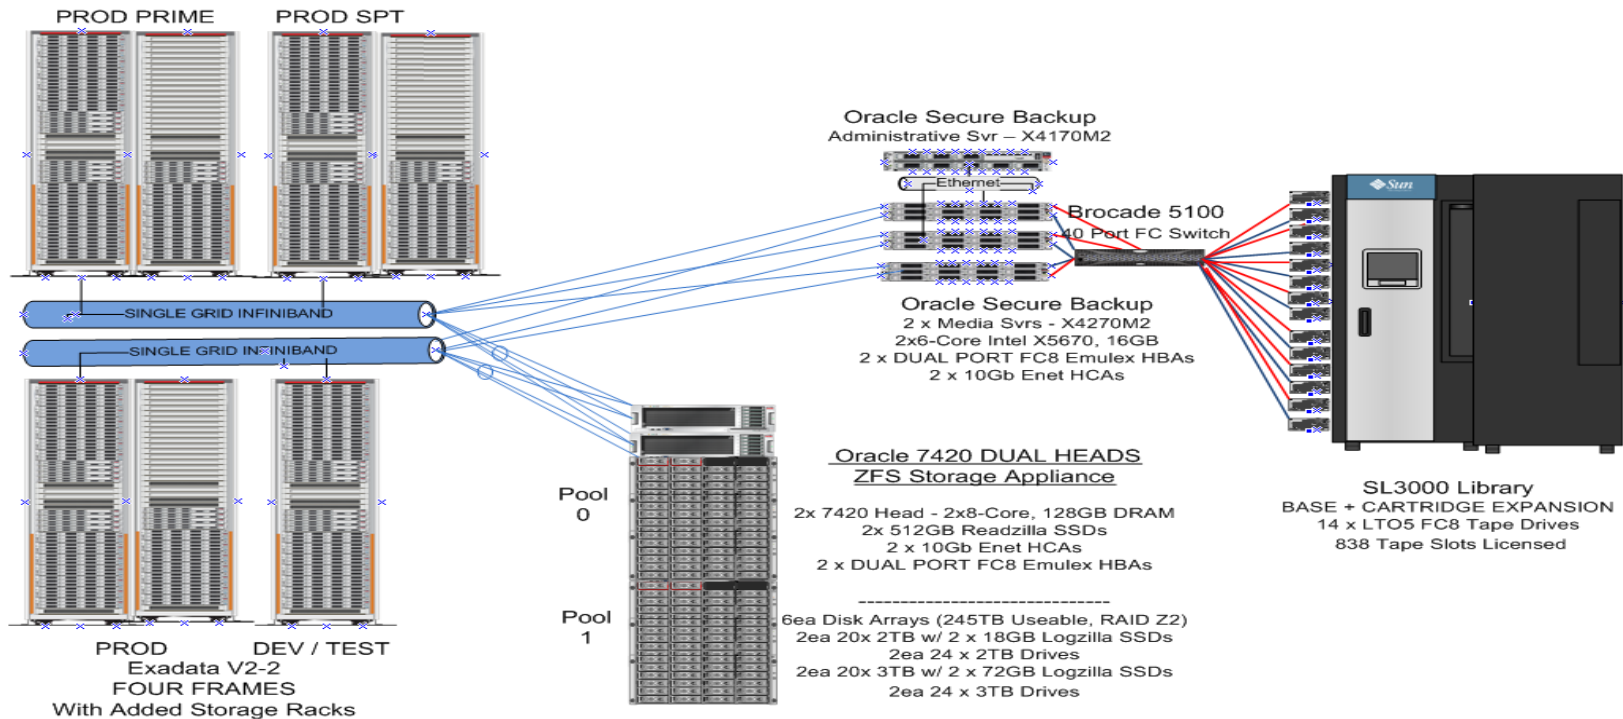 PROD PRIME
PROD SPT
SINGLE GRID INFINIBAND
SINGLE GRID INFINIBAND
PROD
DEV / TEST
Exadata V2-2
FOUR FRAMES
With Added Storage Racks
Oracle Secure Backup
Administrative Svr – X4170M2
Ethernet
Brocade 5100
40 Port FC Switch
Oracle Secure Backup
2 x Media Svrs - X4270M2
2x6-Core Intel X5670, 16GB
2 x DUAL PORT FC8 Emulex HBAs
2 x 10Gb Enet HCAs
Pool
0
Pool
1
Oracle 7420 DUAL HEADS
ZFS Storage Appliance
2x 7420 Head - 2x8-Core, 128GB DRAM
2x 512GB Readzilla SSDs
2 x 10Gb Enet HCAs
2 x DUAL PORT FC8 Emulex HBAs
------------------------------
6ea Disk Arrays (245TB Useable, RAID Z2)
2ea 20x 2TB w/ 2 x 18GB Logzilla SSDs
2ea 24 x 2TB Drives
2ea 20x 3TB w/ 2 x 72GB Logzilla SSDs
2ea 24 x 3TB Drives
Sun
SL3000 Library
BASE + CARTRIDGE EXPANSION
14 x LTO5 FC8 Tape Drives
838 Tape Slots Licensed